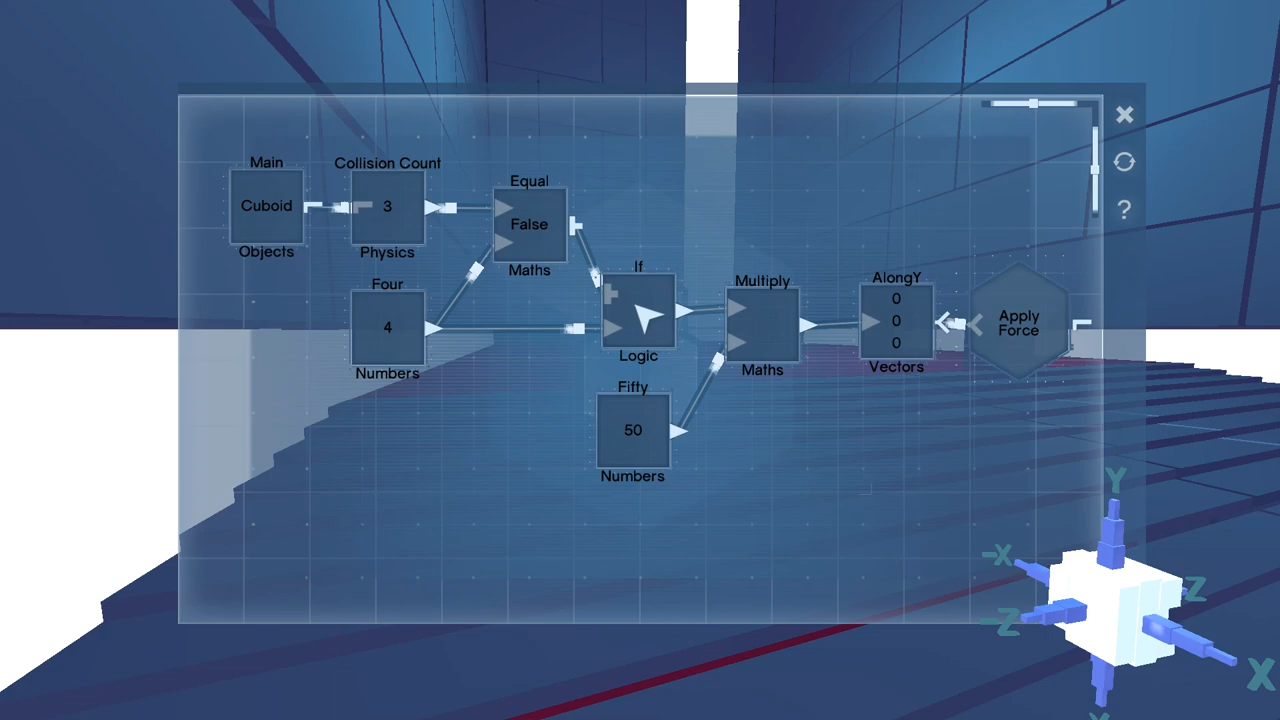 Main
Cuboid
Objects
Collision Count
3
Physics
Equal
False
Maths
Four
4
Numbers
If
Logic
Fifty
50
Numbers
Multiply
Maths
AlongY
0
0
0
Vectors
Apply
Force
?
Y
-X
Z
-Z
X